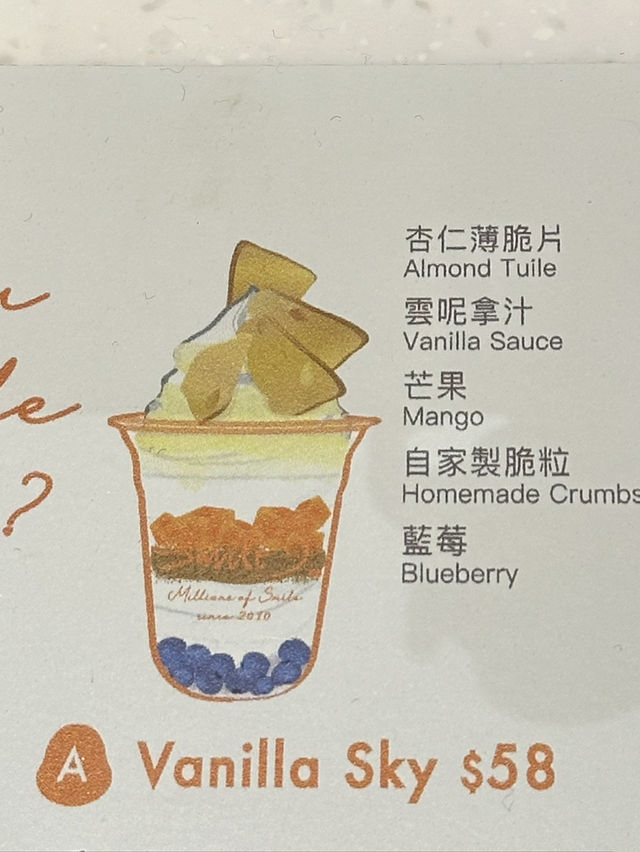 杏仁薄脆片
Almond Tuile
雲呢拿汁
Vanilla Sauce
芒果
Mango
自家製脆粒
Homemade Crumbs
藍莓
Blueberry
?
Millions of Smile
since 2010
A Vanilla Sky $58